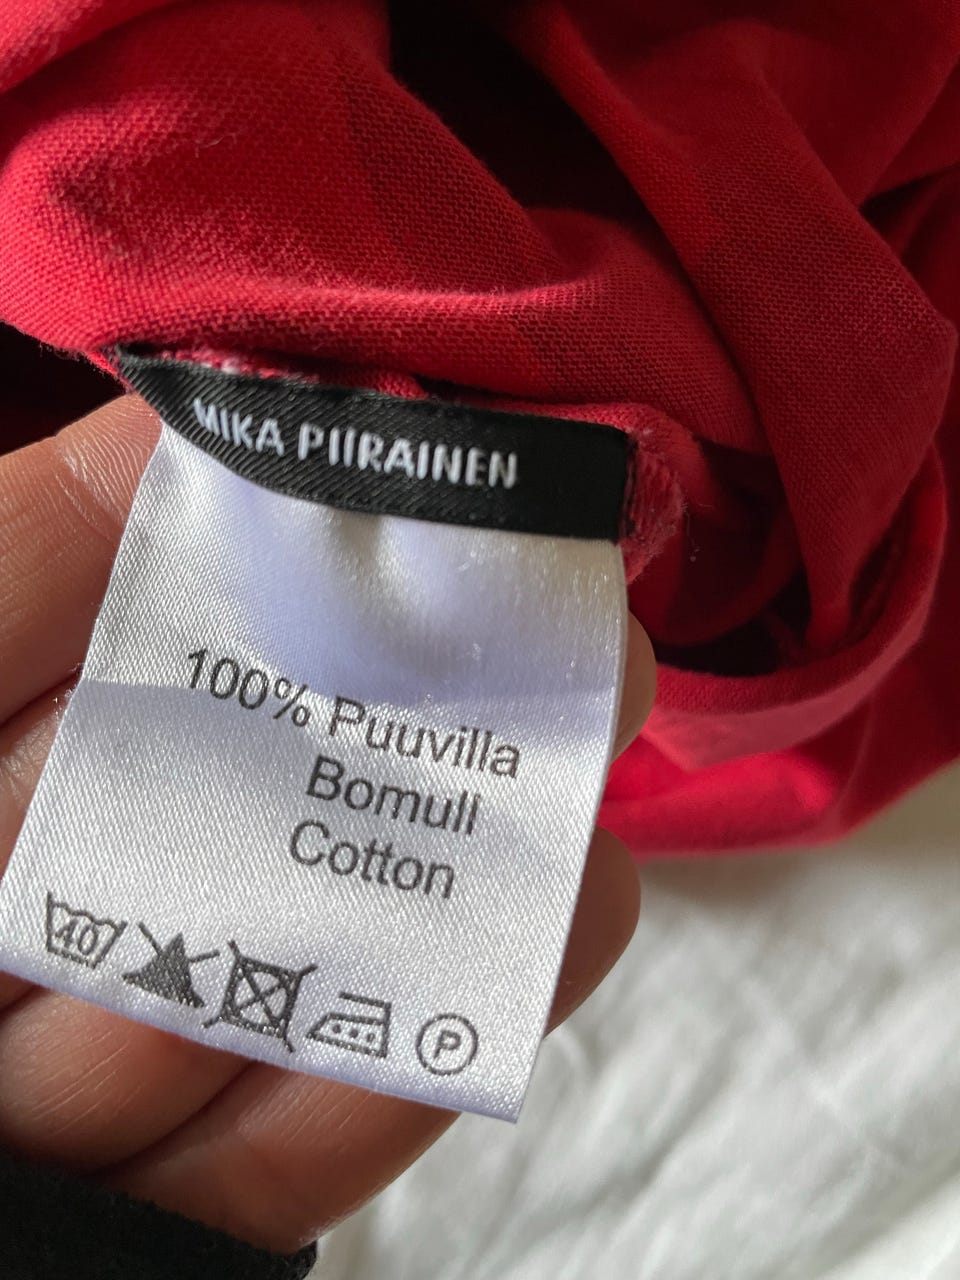 MIKA PIIRAINEN
100% Puuvilla
Bomull
Cotton
40
P